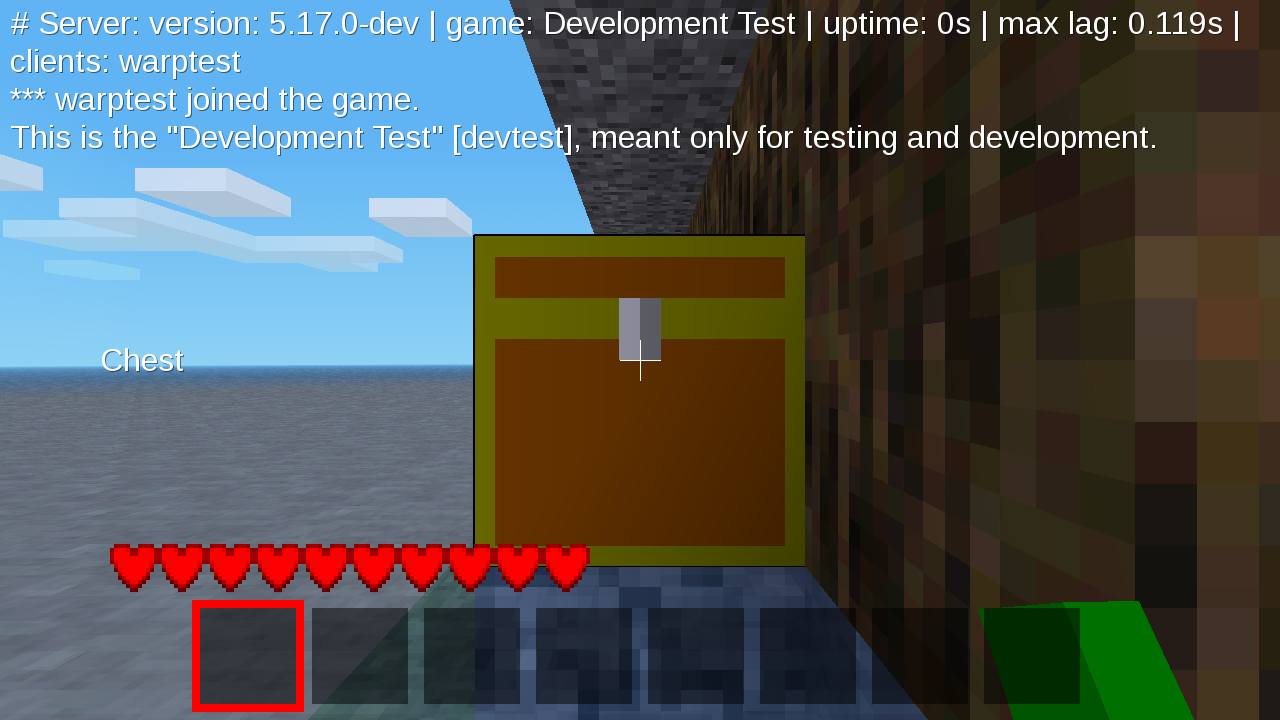 # Server: version: 5.17.0-dev | game: Development Test | uptime: 0s | max lag: 0.119s |
clients: warptest
*** warptest joined the game.
This is the "Development Test" [devtest], meant only for testing and development.
Chest